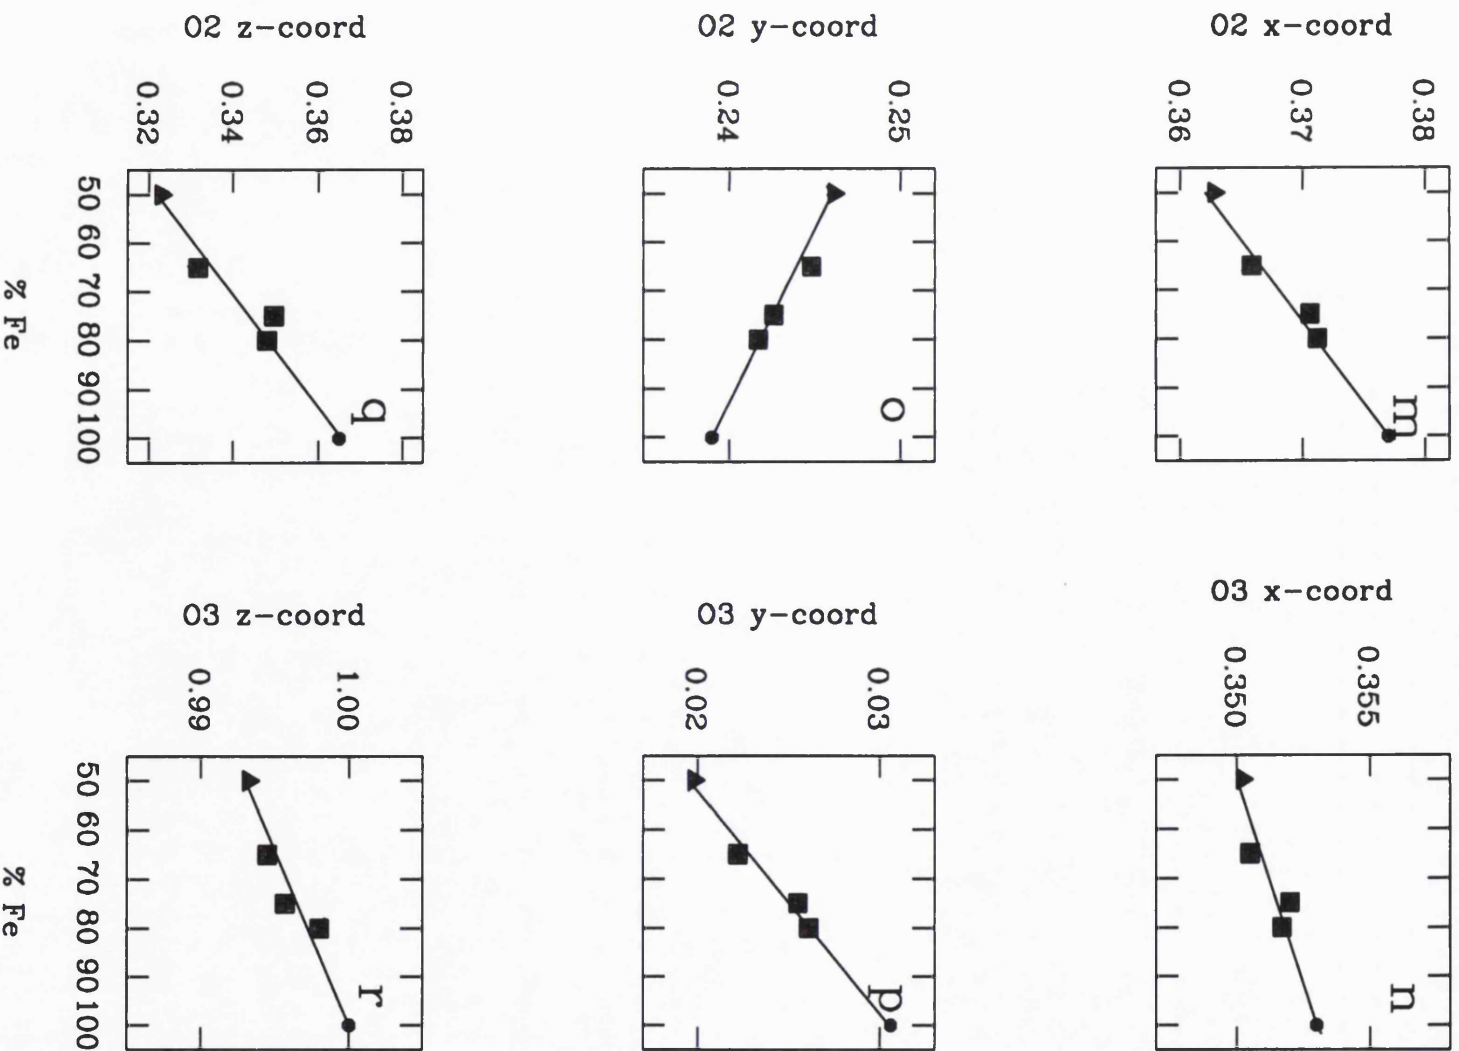 O2 x-coord
0.38
0.37
0.36
m
O3 x-coord
0.355
0.350
n
O2 y-coord
0.25
0.24
o
O3 y-coord
0.03
0.02
p
O2 z-coord
0.38
0.36
0.34
0.32
q
50 60 70 80 90 100
% Fe
O3 z-coord
1.00
0.99
r
50 60 70 80 90 100
% Fe